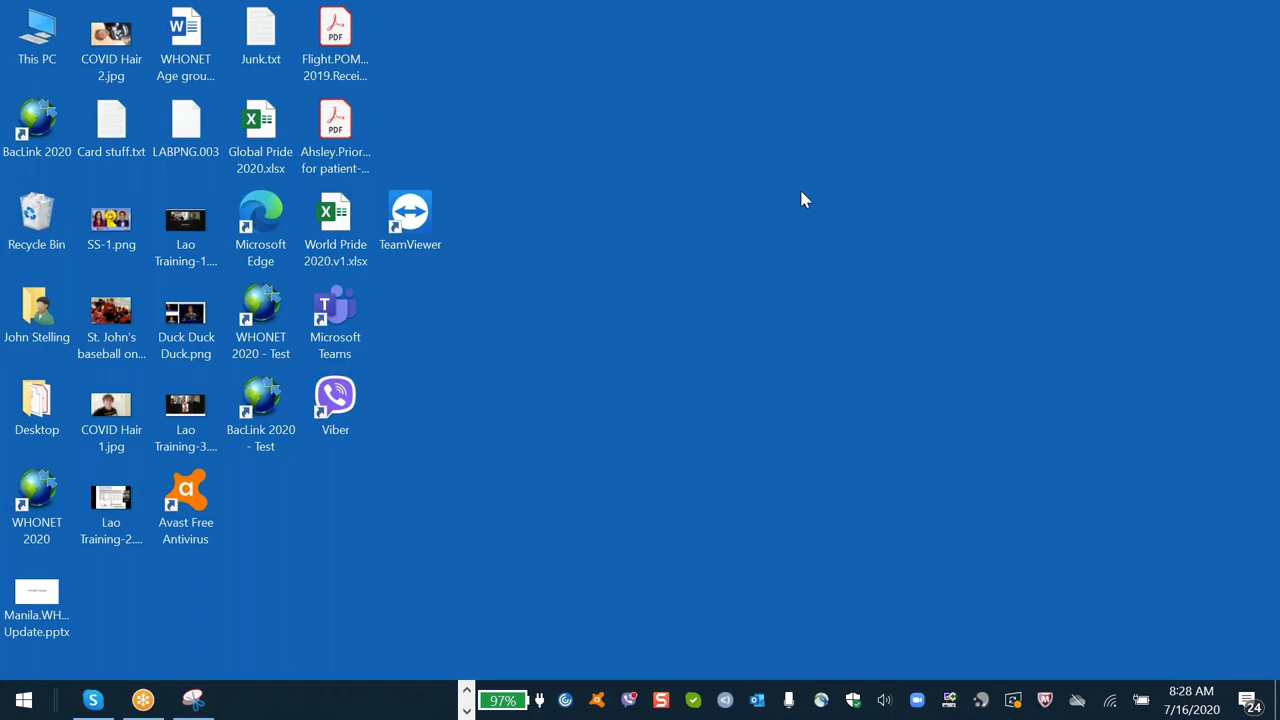 This PC
COVID Hair
2.jpg
WHONET
Age grou...
Junk.txt
Flight.POM...
2019.Recei...
BacLink 2020
Card stuff.txt
LABPNG.003
Global Pride
2020.xlsx
PDF
Ahsley.Prior...
for patient-...
Recycle Bin
SS-1.png
Lao
Training-1....
Microsoft
Edge
World Pride
2020.v1.xlsx
TeamViewer
John Stelling
St. John's
baseball on...
Duck Duck
Duck.png
WHONET
2020 - Test
Microsoft
Teams
Desktop
COVID Hair
1.jpg
Lao
Training-3....
BacLink 2020
- Test
Viber
WHONET
2020
Lao
Training-2....
Avast Free
Antivirus
Manila.WH...
Update.pptx
97%
8:28 AM
7/16/2020
24